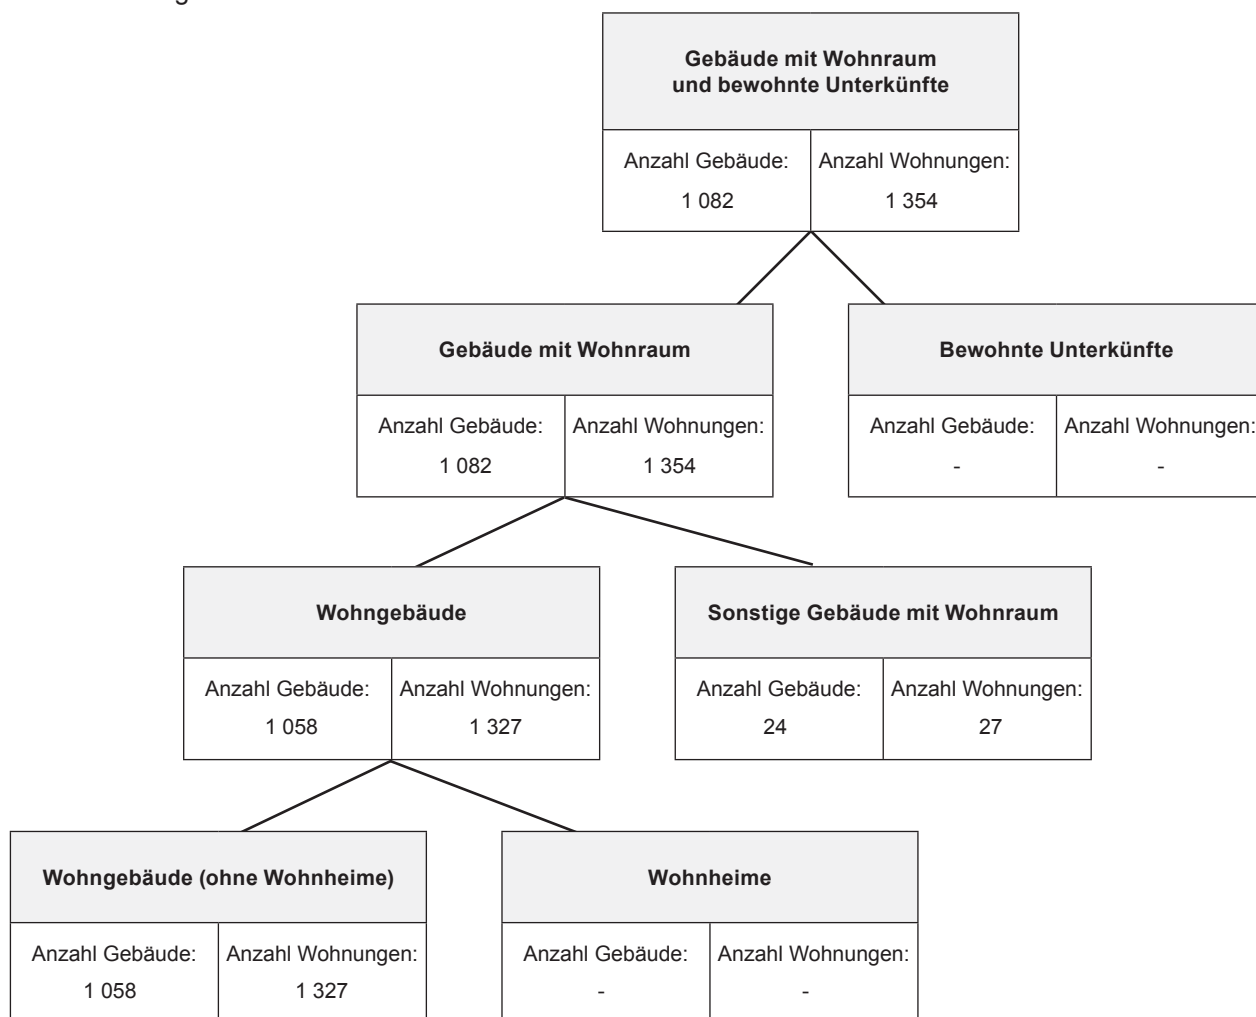 Gebäude mit Wohnraum
und bewohnte Unterkünfte
Anzahl Gebäude:
1 082
Anzahl Wohnungen:
1 354
Gebäude mit Wohnraum
Anzahl Gebäude:
1 082
Anzahl Wohnungen:
1 354
Bewohnte Unterkünfte
Anzahl Gebäude:
-
Anzahl Wohnungen:
-
Wohngebäude
Anzahl Gebäude:
1 058
Anzahl Wohnungen:
1 327
Sonstige Gebäude mit Wohnraum
Anzahl Gebäude:
24
Anzahl Wohnungen:
27
Wohngebäude (ohne Wohnheime)
Anzahl Gebäude:
1 058
Anzahl Wohnungen:
1 327
Wohnheime
Anzahl Gebäude:
-
Anzahl Wohnungen:
-